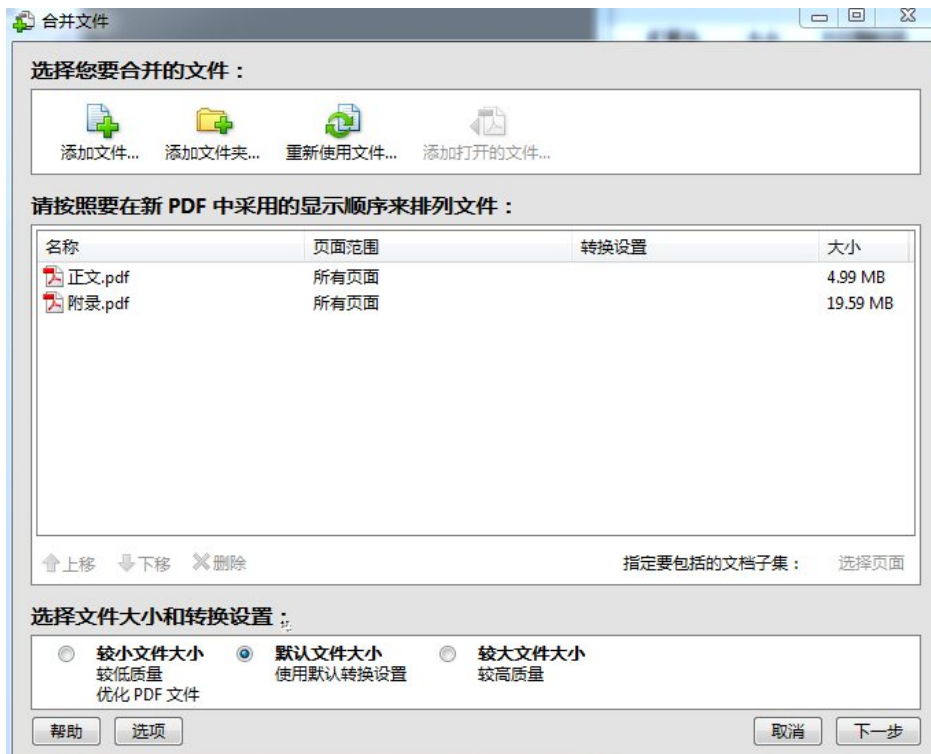 合并文件
选择您要合并的文件：
添加文件... 添加文件夹... 重新使用文件... 添加打开的文件...
请按照要在新 PDF 中采用的显示顺序来排列文件：
名称 页面范围 转换设置 大小
正文.pdf 所有页面 4.99 MB
附录.pdf 所有页面 19.59 MB
上移 下移 删除 指定要包括的文档子集： 选择页面
选择文件大小和转换设置：
较小文件大小 默认文件大小 较大文件大小
较低质量 使用默认转换设置 较高质量
优化 PDF 文件
帮助 选项 取消 下一步